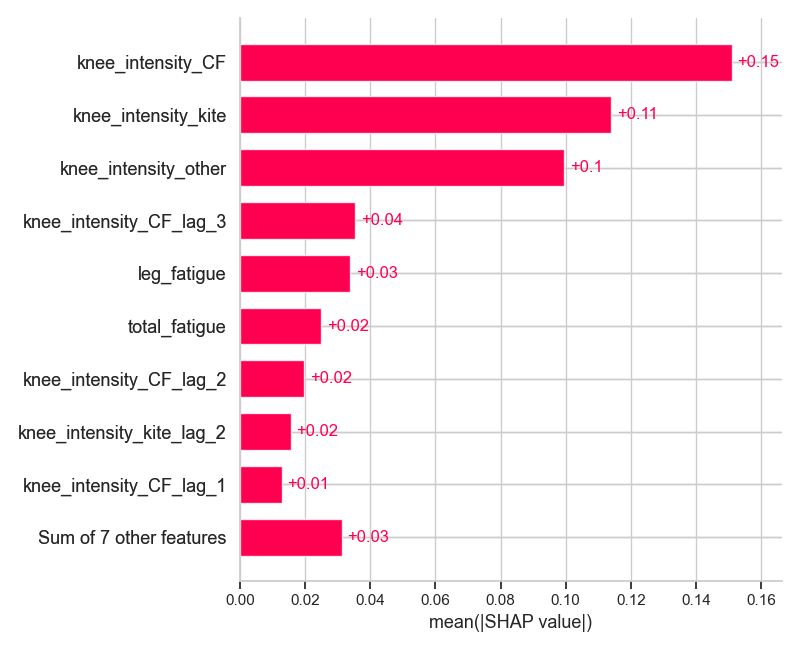 knee_intensity_CF
+0.15
knee_intensity_kite
+0.11
knee_intensity_other
+0.1
knee_intensity_CF_lag_3
+0.04
leg_fatigue
+0.03
total_fatigue
+0.02
knee_intensity_CF_lag_2
+0.02
knee_intensity_kite_lag_2
+0.02
knee_intensity_CF_lag_1
+0.01
Sum of 7 other features
+0.03
0.00 0.02 0.04 0.06 0.08 0.10 0.12 0.14 0.16
mean(|SHAP value|)